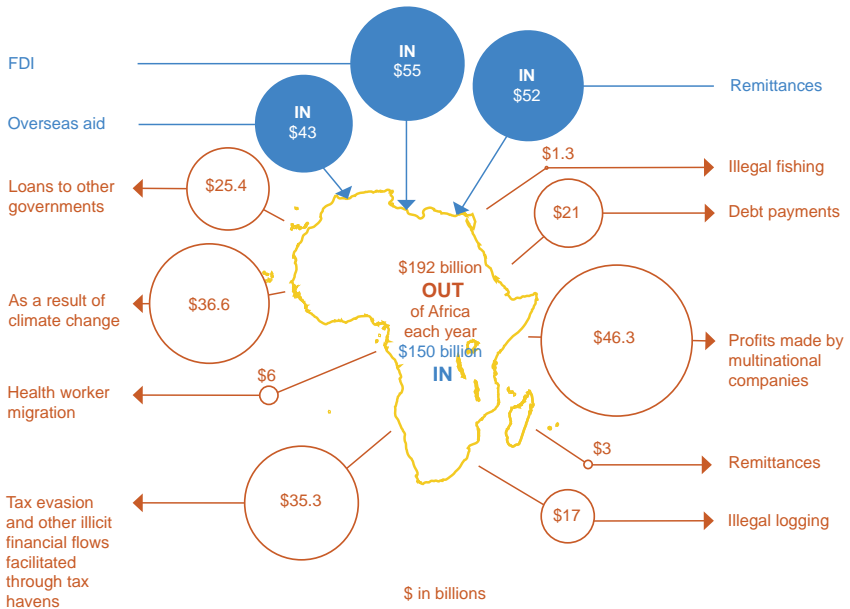 FDI
IN
$55
IN
$52
Remittances
Overseas aid
IN
$43
$1.3
Illegal fishing
Loans to other
governments
$25.4
$21
Debt payments
$192 billion
OUT
of Africa
each year
$150 billion
IN
As a result of
climate change
$36.6
$46.3
Profits made by
multinational
companies
Health worker
migration
$6
$3
Remittances
Tax evasion
and other illicit
financial flows
facilitated
through tax
havens
$35.3
$17
Illegal logging
$ in billions